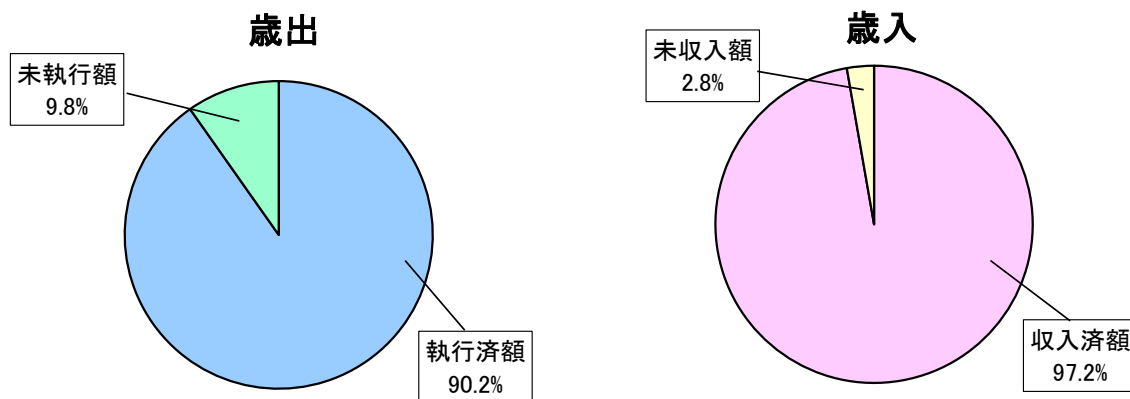 歳出
未執行額
9.8%
執行済額
90.2%
歳入
未収入額
2.8%
収入済額
97.2%